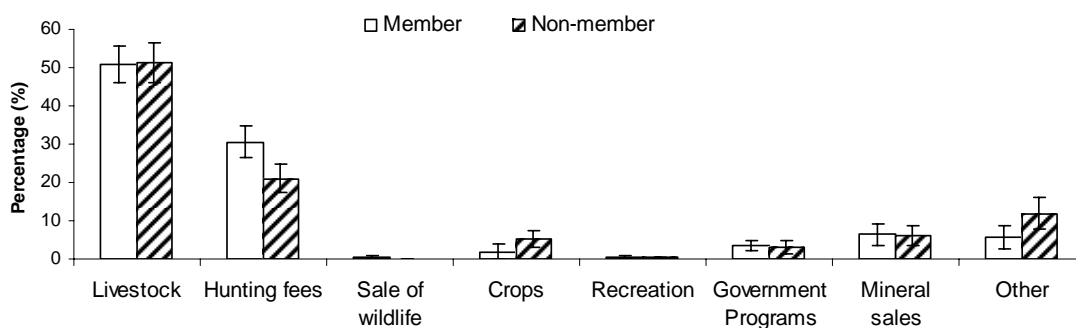 60
Member Non-member
50
40
30
20
10
0
Percentage (%)
Livestock Hunting fees Sale of wildlife Crops Recreation Government Programs Mineral sales Other